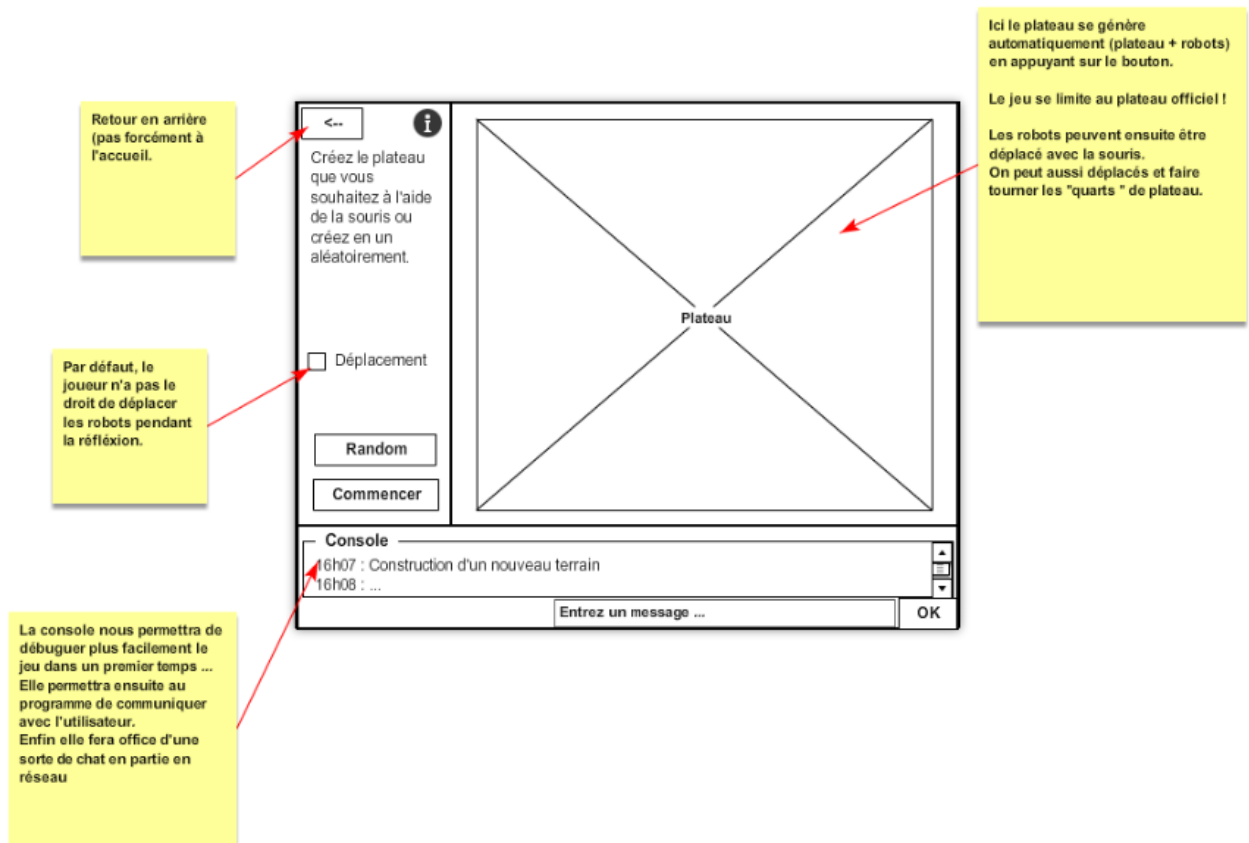 Ici le plateau se génère
automatiquement (plateau + robots)
en appuyant sur le bouton.
Le jeu se limite au plateau officiel !
Les robots peuvent ensuite être
déplacé avec la souris.
On peut aussi déplacés et faire
tourner les "quarts " de plateau.
Retour en arrière
(pas forcément à
l'accueil.
<--
i
Créez le plateau
que vous
souhaitez à l'aide
de la souris ou
créez en un
aléatoirement.
Plateau
Par défaut, le
joueur n'a pas le
droit de déplacer
les robots pendant
la réfléxion.
Déplacement
Random
Commencer
Console
16h07 : Construction d'un nouveau terrain
16h08 : ...
Entrez un message ...
OK
La console nous permettra de
débuguer plus facilement le
jeu dans un premier temps ...
Elle permettra ensuite au
programme de communiquer
avec l'utilisateur.
Enfin elle fera office d'une
sorte de chat en partie en
réseau